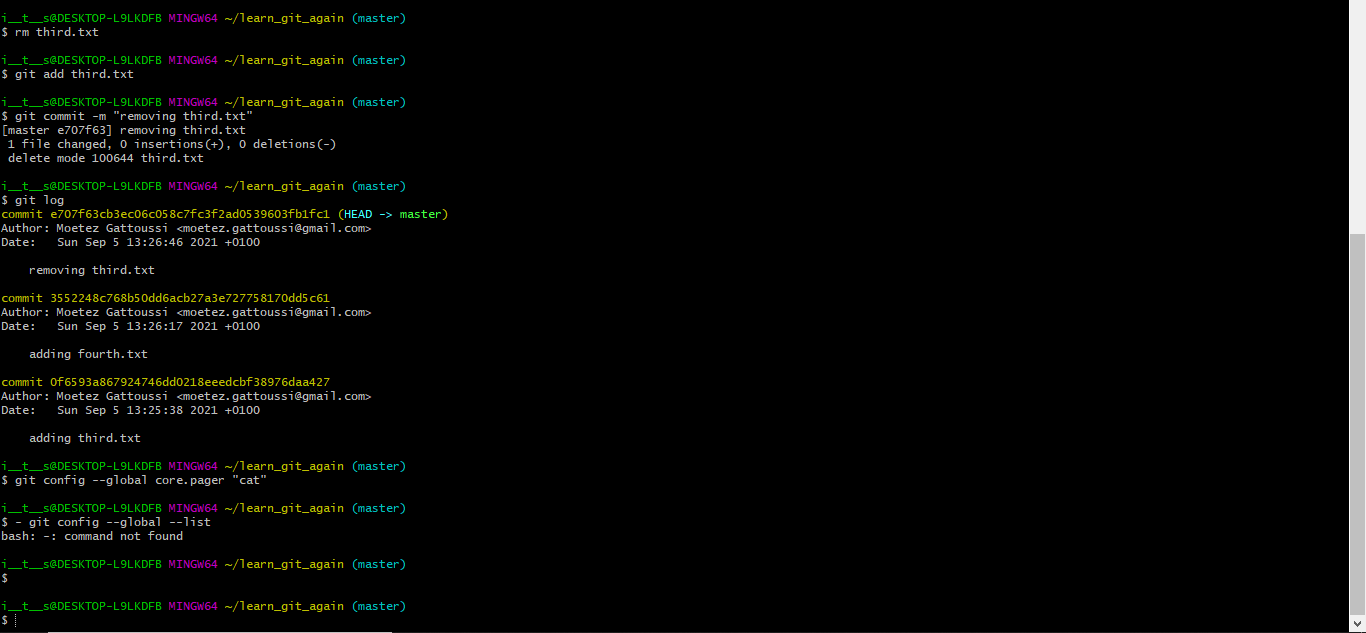 i__t__s@DESKTOP-L9LKDFB MINGW64 ~/learn_git_again (master)
$ rm third.txt
i__t__s@DESKTOP-L9LKDFB MINGW64 ~/learn_git_again (master)
$ git add third.txt
i__t__s@DESKTOP-L9LKDFB MINGW64 ~/learn_git_again (master)
$ git commit -m "removing third.txt"
[master e707f63] removing third.txt
 1 file changed, 0 insertions(+), 0 deletions(-)
 delete mode 100644 third.txt
i__t__s@DESKTOP-L9LKDFB MINGW64 ~/learn_git_again (master)
$ git log
commit e707f63cb3ec06c058c7fc3f2ad0539603fb1fc1 (HEAD -> master)
Author: Moetez Gattoussi <moetez.gattoussi@gmail.com>
Date:   Sun Sep 5 13:26:46 2021 +0100
    removing third.txt
commit 3552248c768b50dd6acb27a3e727758170dd5c61
Author: Moetez Gattoussi <moetez.gattoussi@gmail.com>
Date:   Sun Sep 5 13:26:17 2021 +0100
    adding fourth.txt
commit 0f6593a867924746dd0218eeedcbf38976daa427
Author: Moetez Gattoussi <moetez.gattoussi@gmail.com>
Date:   Sun Sep 5 13:25:38 2021 +0100
    adding third.txt
i__t__s@DESKTOP-L9LKDFB MINGW64 ~/learn_git_again (master)
$ git config --global core.pager "cat"
i__t__s@DESKTOP-L9LKDFB MINGW64 ~/learn_git_again (master)
$ - git config --global --list
bash: -: command not found
i__t__s@DESKTOP-L9LKDFB MINGW64 ~/learn_git_again (master)
$
i__t__s@DESKTOP-L9LKDFB MINGW64 ~/learn_git_again (master)
$